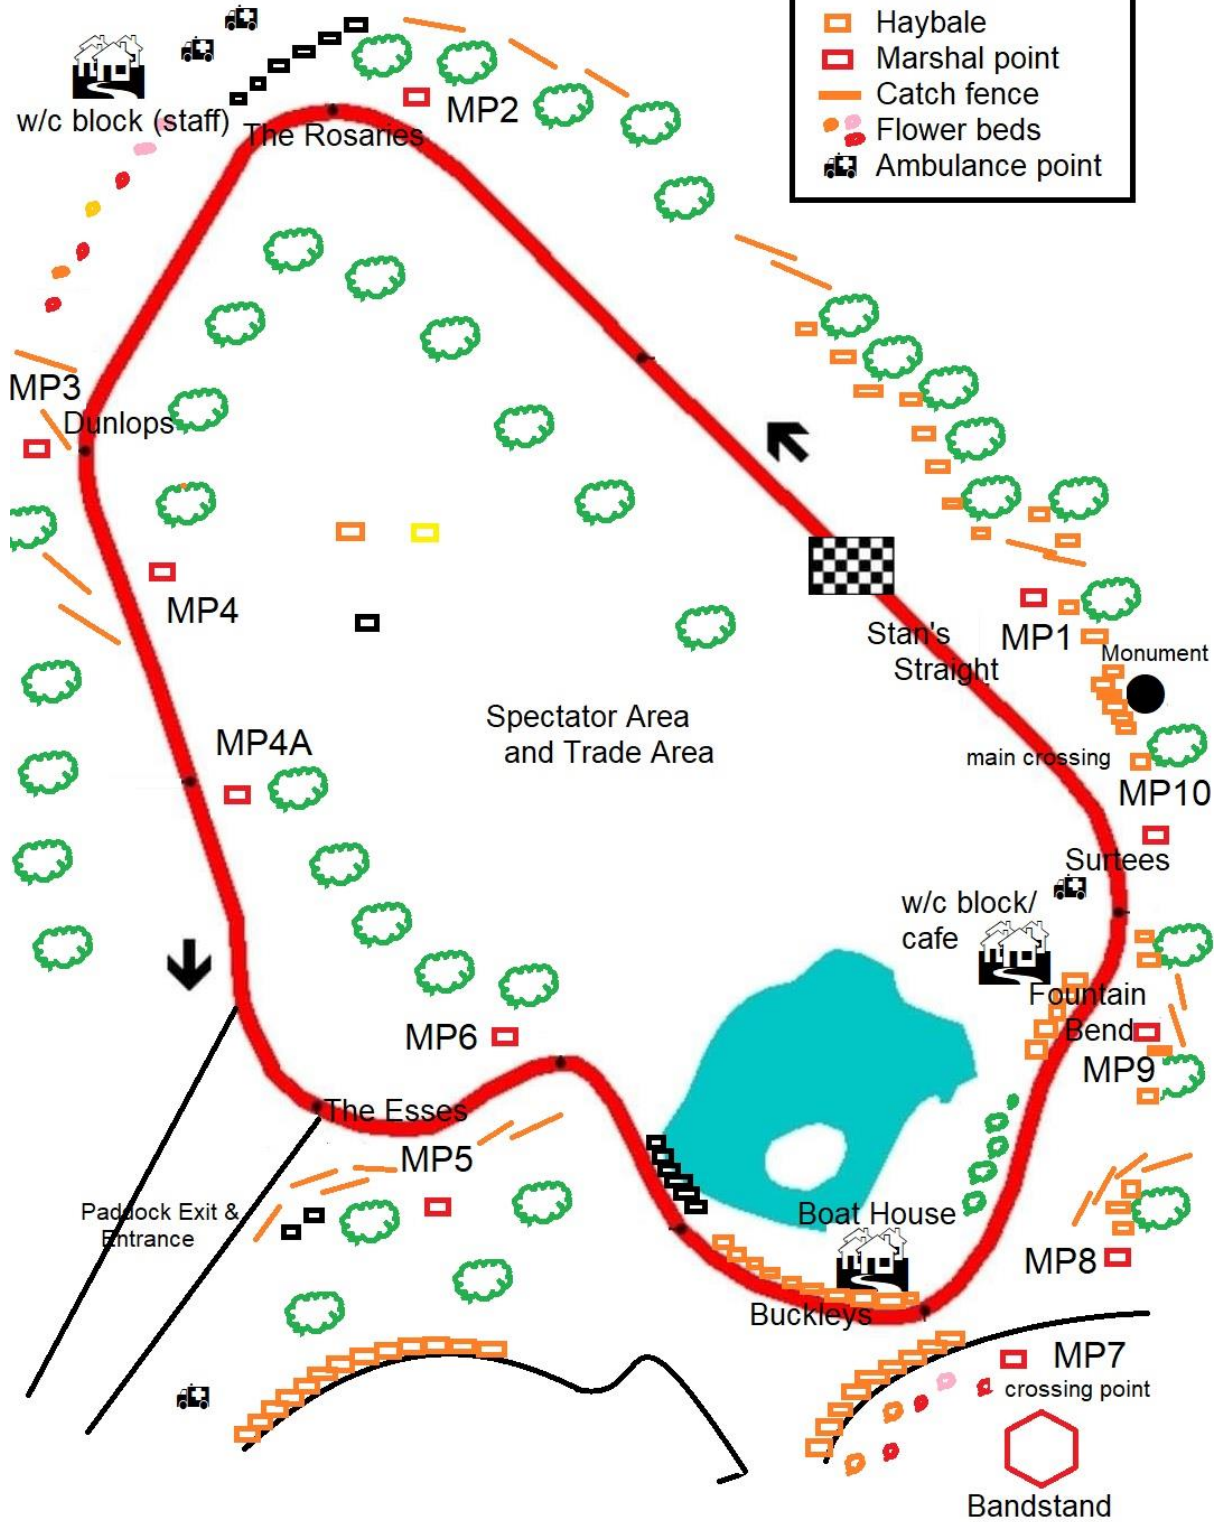 Haybale
Marshal point
Catch fence
Flower beds
Ambulance point
w/c block (staff)
The Rosaries
MP2
MP3
Dunlops
MP4
Stan's
Straight
MP1
Monument
Spectator Area
and Trade Area
MP4A
main crossing
MP10
Surtees
w/c block/
cafe
Fountain
Bend
MP9
MP6
The Esses
MP5
Paddock Exit &
Entrance
Boat House
MP8
Buckleys
MP7
crossing point
Bandstand